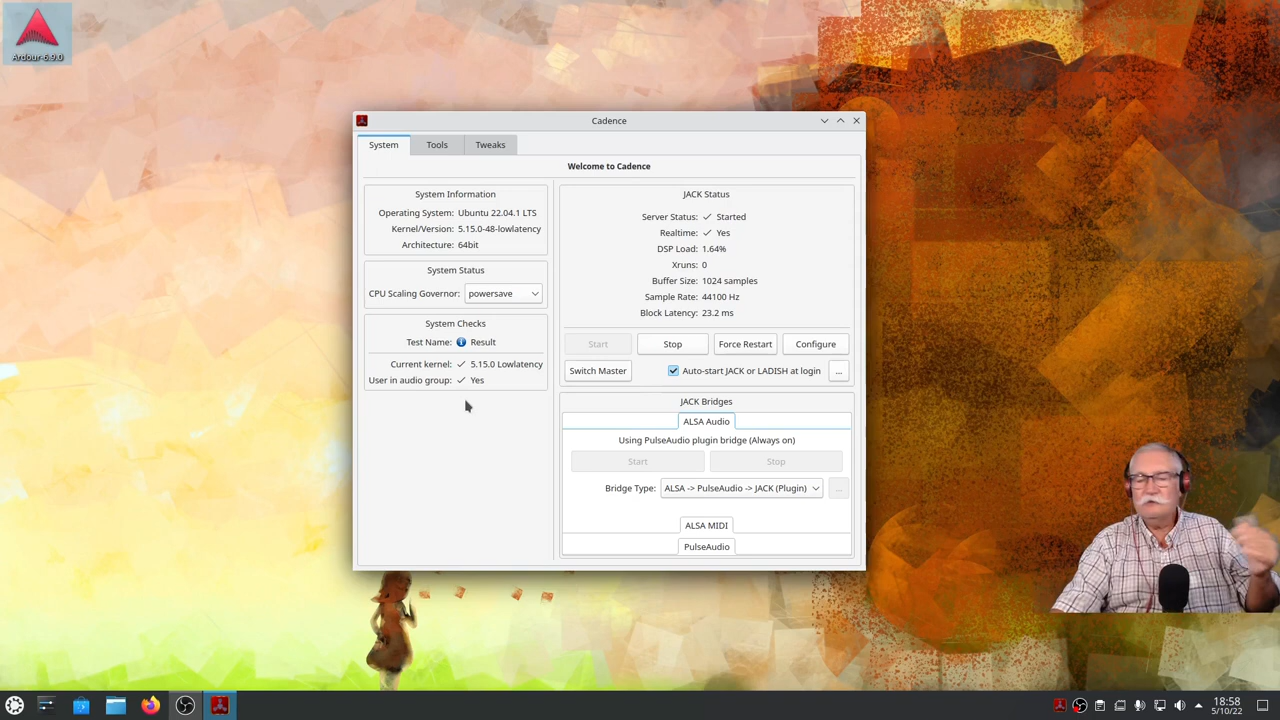 Ardour-6.9.0
Cadence
System
Tools
Tweaks
Welcome to Cadence
System Information
Operating System: Ubuntu 22.04.1 LTS
Kernel/Version: 5.15.0-48-lowlatency
Architecture: 64bit
System Status
CPU Scaling Governor: powersave
System Checks
Test Name: Result
Current kernel: 5.15.0 Lowlatency
User in audio group: Yes
JACK Status
Server Status: Started
Realtime: Yes
DSP Load: 1.64%
Xruns: 0
Buffer Size: 1024 samples
Sample Rate: 44100 Hz
Block Latency: 23.2 ms
Start
Stop
Force Restart
Configure
Switch Master
Auto-start JACK or LADISH at login
...
JACK Bridges
ALSA Audio
Using PulseAudio plugin bridge (Always on)
Start
Stop
Bridge Type: ALSA -> PulseAudio -> JACK (Plugin)
...
ALSA MIDI
PulseAudio
18:58
5/10/22